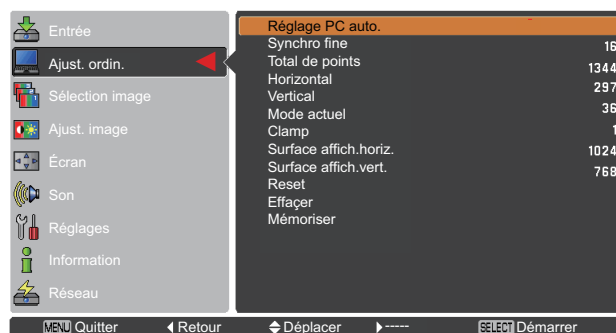 Entrée
Ajust. ordin.
Sélection image
Ajust. image
Écran
Son
Réglages
Information
Réseau
Réglage PC auto.
Synchro fine 16
Total de points 1344
Horizontal 297
Vertical 36
Mode actuel
Clamp 1
Surface affich.horiz. 1024
Surface affich.vert. 768
Reset
Effaçer
Mémoriser
MENU Quitter Retour Déplacer ----- SELECT Démarrer